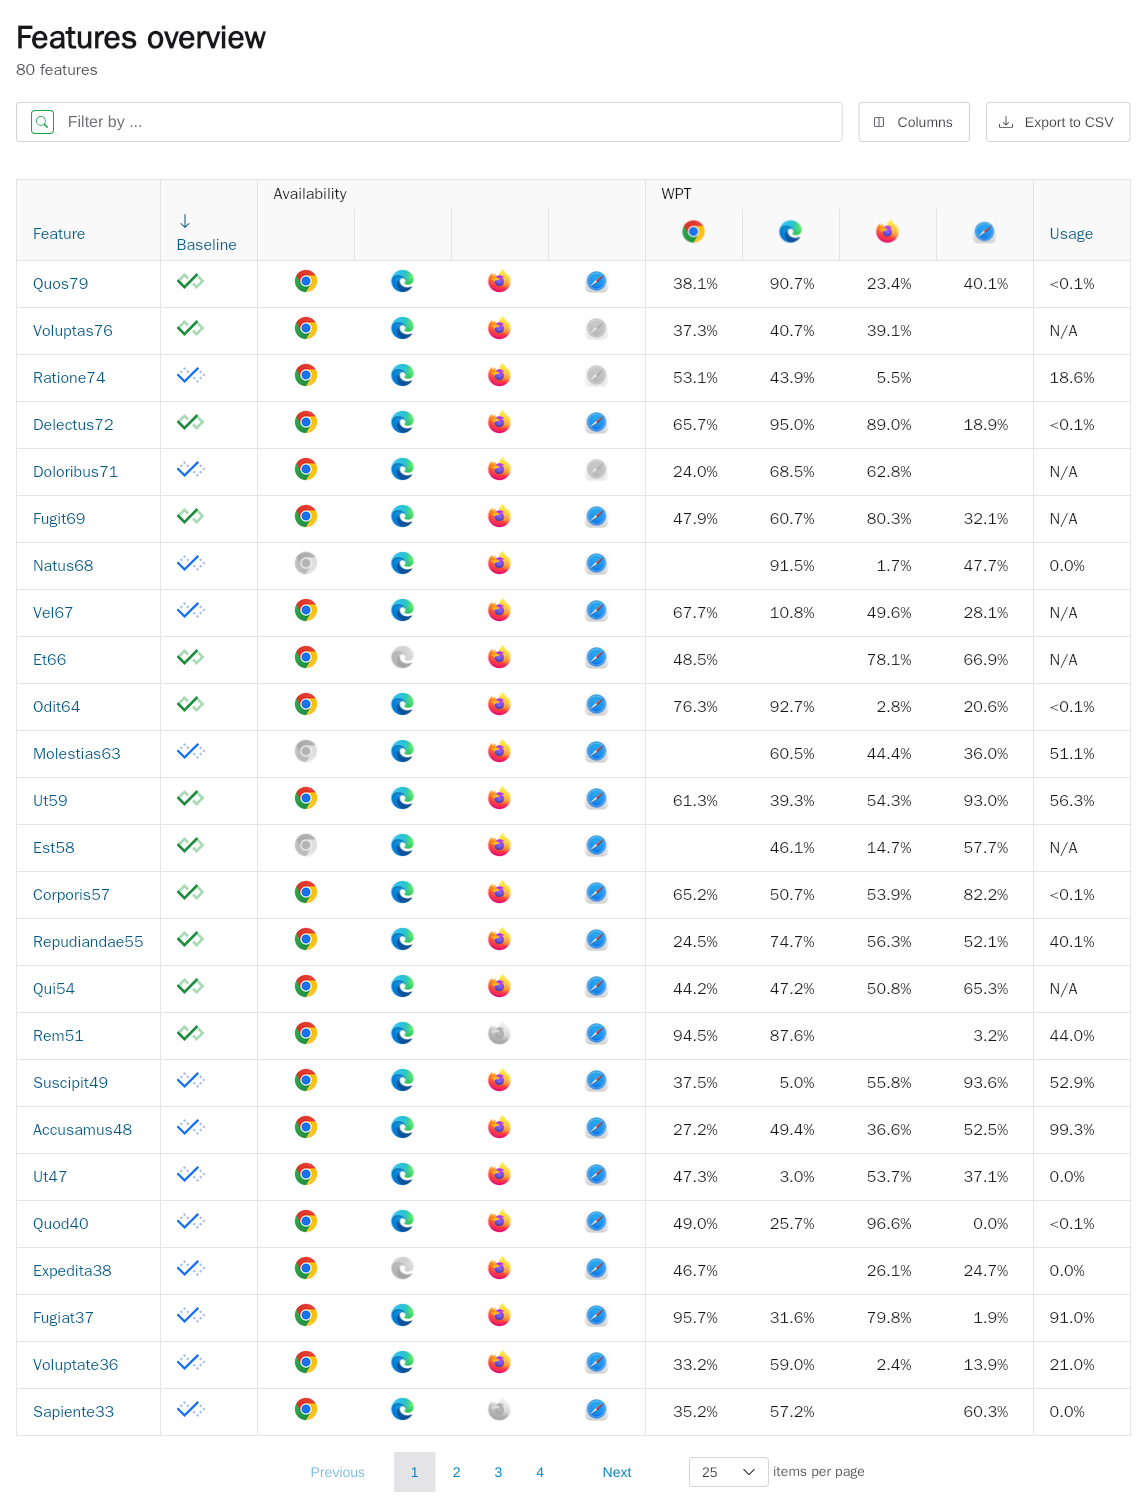 Features overview
80 features
Filter by ...
Columns
Export to CSV
Availability
WPT
Feature
Baseline
Usage
Quos79 38.1% 90.7% 23.4% 40.1% <0.1%
Voluptas76 37.3% 40.7% 39.1% N/A
Ratione74 53.1% 43.9% 5.5% 18.6%
Delectus72 65.7% 95.0% 89.0% 18.9% <0.1%
Doloribus71 24.0% 68.5% 62.8% N/A
Fugit69 47.9% 60.7% 80.3% 32.1% N/A
Natus68 91.5% 1.7% 47.7% 0.0%
Vel67 67.7% 10.8% 49.6% 28.1% N/A
Et66 48.5% 78.1% 66.9% N/A
Odit64 76.3% 92.7% 2.8% 20.6% <0.1%
Molestias63 60.5% 44.4% 36.0% 51.1%
Ut59 61.3% 39.3% 54.3% 93.0% 56.3%
Est58 46.1% 14.7% 57.7% N/A
Corporis57 65.2% 50.7% 53.9% 82.2% <0.1%
Repudiandae55 24.5% 74.7% 56.3% 52.1% 40.1%
Qui54 44.2% 47.2% 50.8% 65.3% N/A
Rem51 94.5% 87.6% 3.2% 44.0%
Suscipit49 37.5% 5.0% 55.8% 93.6% 52.9%
Accusamus48 27.2% 49.4% 36.6% 52.5% 99.3%
Ut47 47.3% 3.0% 53.7% 37.1% 0.0%
Quod40 49.0% 25.7% 96.6% 0.0% <0.1%
Expedita38 46.7% 26.1% 24.7% 0.0%
Fugiat37 95.7% 31.6% 79.8% 1.9% 91.0%
Voluptate36 33.2% 59.0% 2.4% 13.9% 21.0%
Sapiente33 35.2% 57.2% 60.3% 0.0%
Previous 1 2 3 4 Next 25 items per page